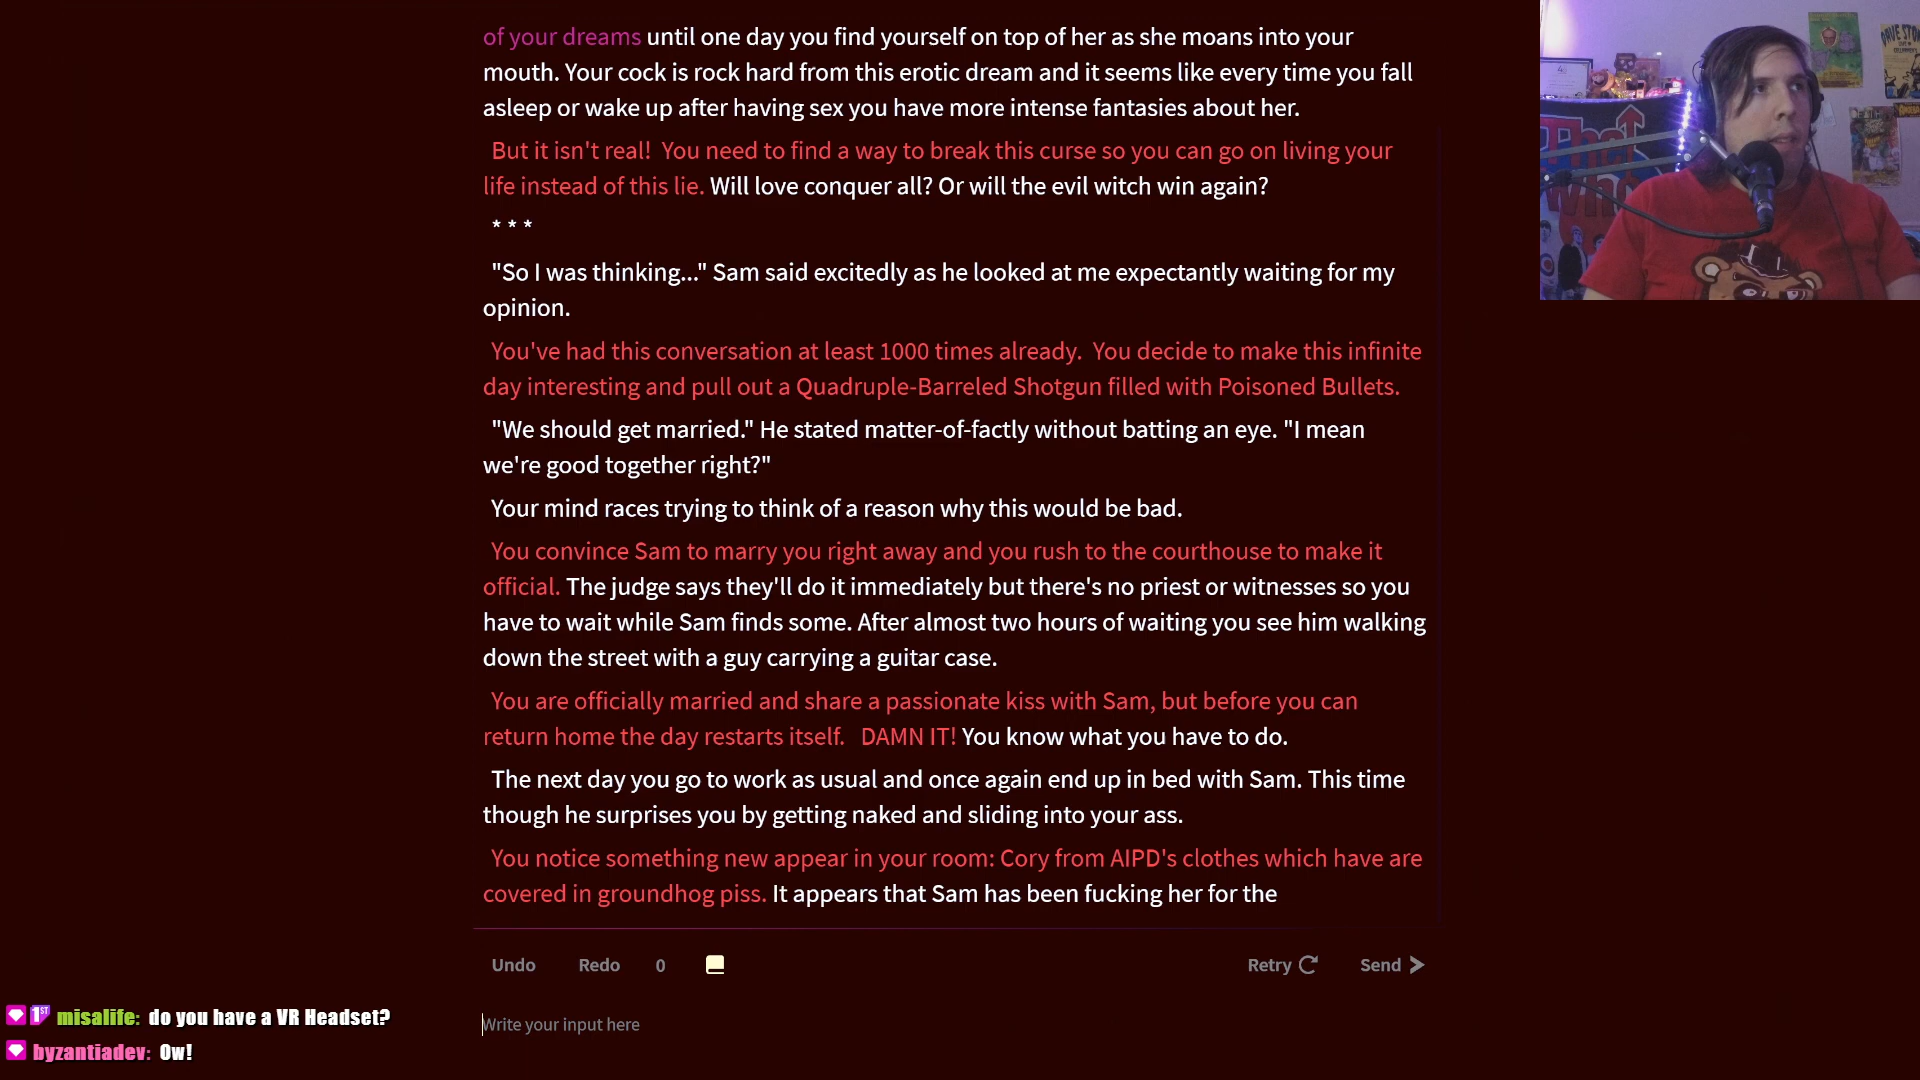 of your dreams until one day you find yourself on top of her as she moans into your
mouth. Your cock is rock hard from this erotic dream and it seems like every time you fall
asleep or wake up after having sex you have more intense fantasies about her.
But it isn't real!  You need to find a way to break this curse so you can go on living your
life instead of this lie. Will love conquer all? Or will the evil witch win again?
* * *
"So I was thinking..." Sam said excitedly as he looked at me expectantly waiting for my
opinion.
You've had this conversation at least 1000 times already.  You decide to make this infinite
day interesting and pull out a Quadruple-Barreled Shotgun filled with Poisoned Bullets.
"We should get married." He stated matter-of-factly without batting an eye. "I mean
we're good together right?"
Your mind races trying to think of a reason why this would be bad.
You convince Sam to marry you right away and you rush to the courthouse to make it
official. The judge says they'll do it immediately but there's no priest or witnesses so you
have to wait while Sam finds some. After almost two hours of waiting you see him walking
down the street with a guy carrying a guitar case.
You are officially married and share a passionate kiss with Sam, but before you can
return home the day restarts itself.   DAMN IT! You know what you have to do.
The next day you go to work as usual and once again end up in bed with Sam. This time
though he surprises you by getting naked and sliding into your ass.
You notice something new appear in your room: Cory from AIPD's clothes which have are
covered in groundhog piss. It appears that Sam has been fucking her for the
Undo Redo 0 Retry Send
Write your input here
1ST misalife: do you have a VR Headset?
byzantiadev: Ow!